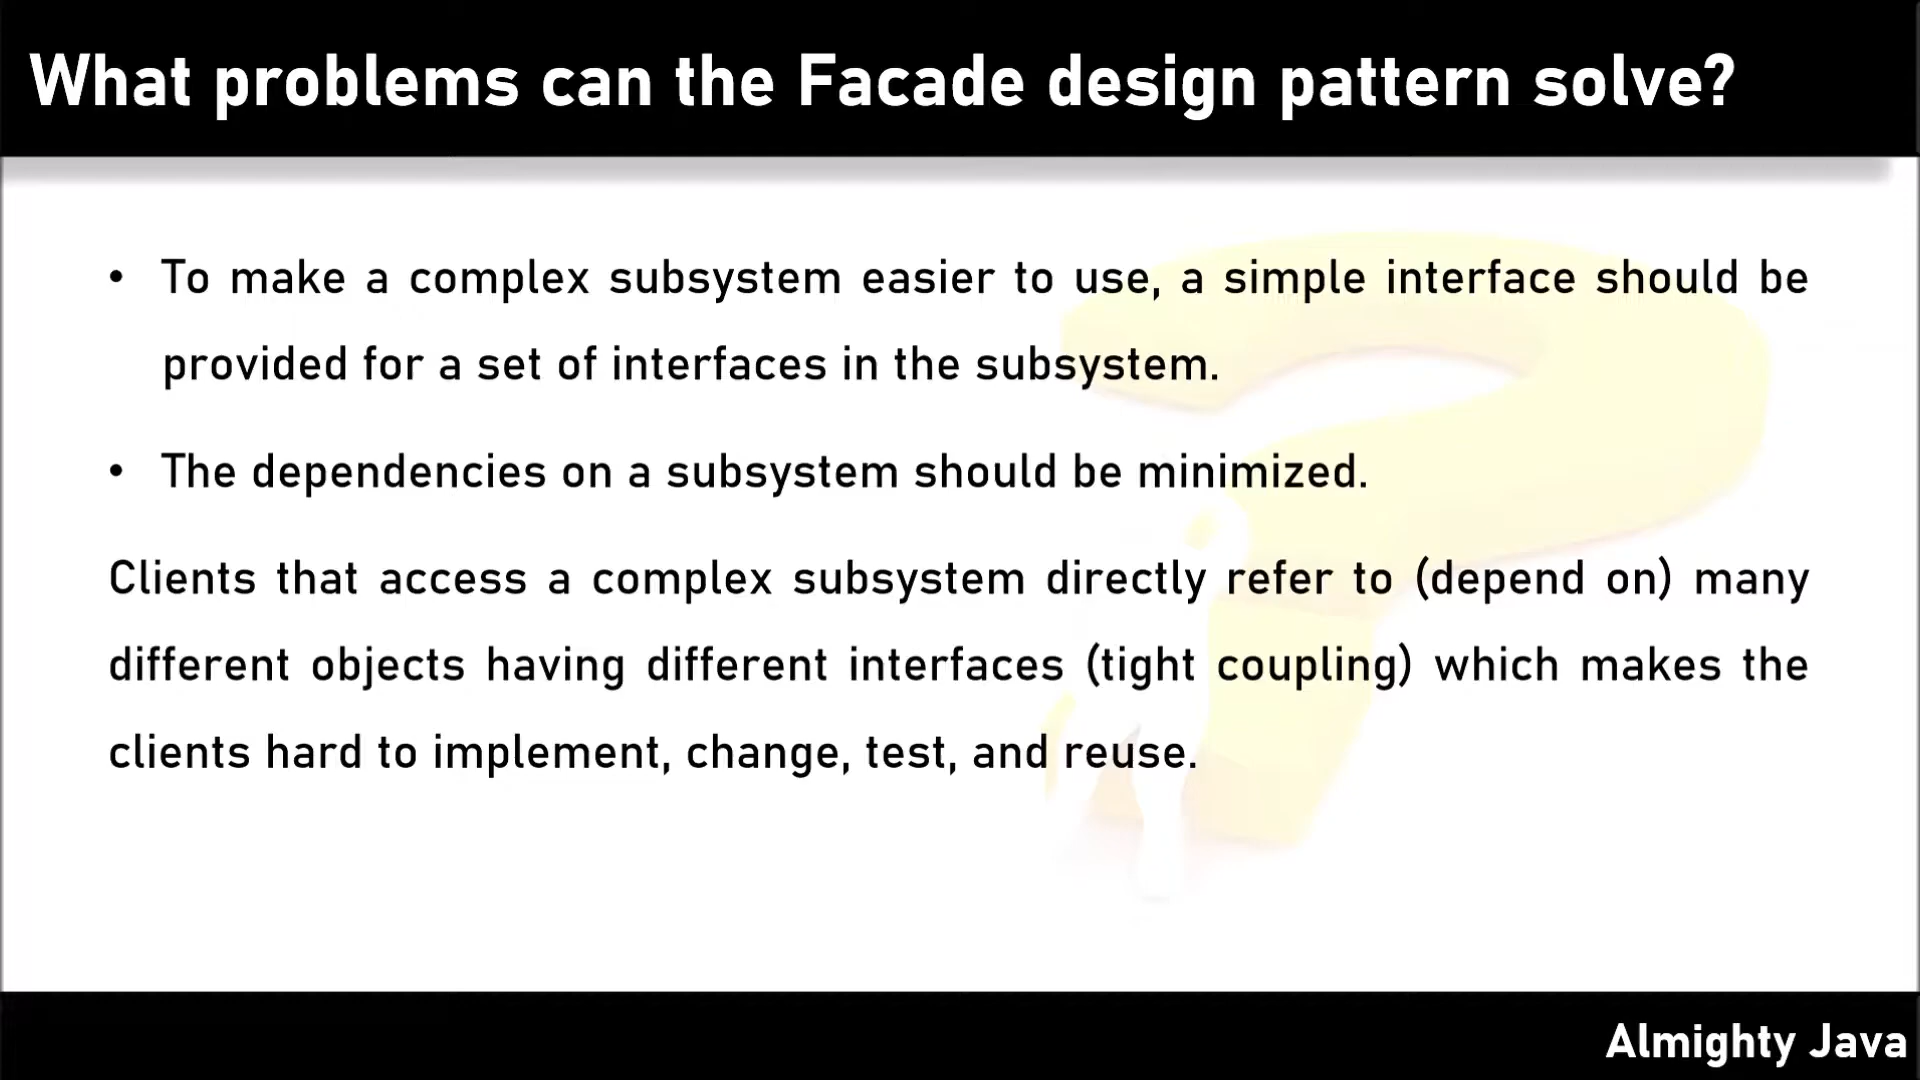 What problems can the Facade design pattern solve?
• To make a complex subsystem easier to use, a simple interface should be
provided for a set of interfaces in the subsystem.
• The dependencies on a subsystem should be minimized.
Clients that access a complex subsystem directly refer to (depend on) many
different objects having different interfaces (tight coupling) which makes the
clients hard to implement, change, test, and reuse.
Almighty Java